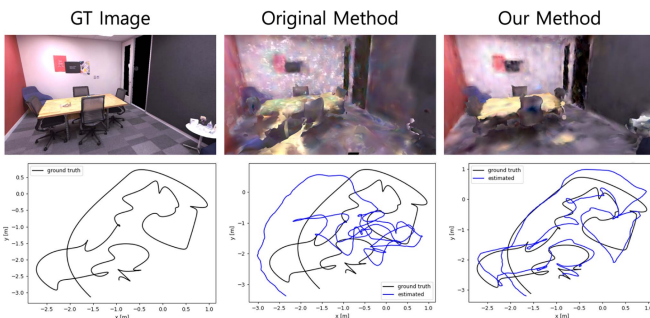 GT Image
Original Method
Our Method
ground truth
0.5
0.0
−0.5
−1.0
−1.5
−2.0
−2.5
−3.0
y [m]
−2.5 −2.0 −1.5 −1.0 −0.5 0.0 0.5 1.0
x [m]
0
−1
−2
−3
y [m]
ground truth
estimated
−3.0 −2.5 −2.0 −1.5 −1.0 −0.5 0.0 0.5 1.0
x [m]
ground truth
estimated
1
0
−1
−2
−3
y [m]
−2.5 −2.0 −1.5 −1.0 −0.5 0.0 0.5 1.0
x [m]